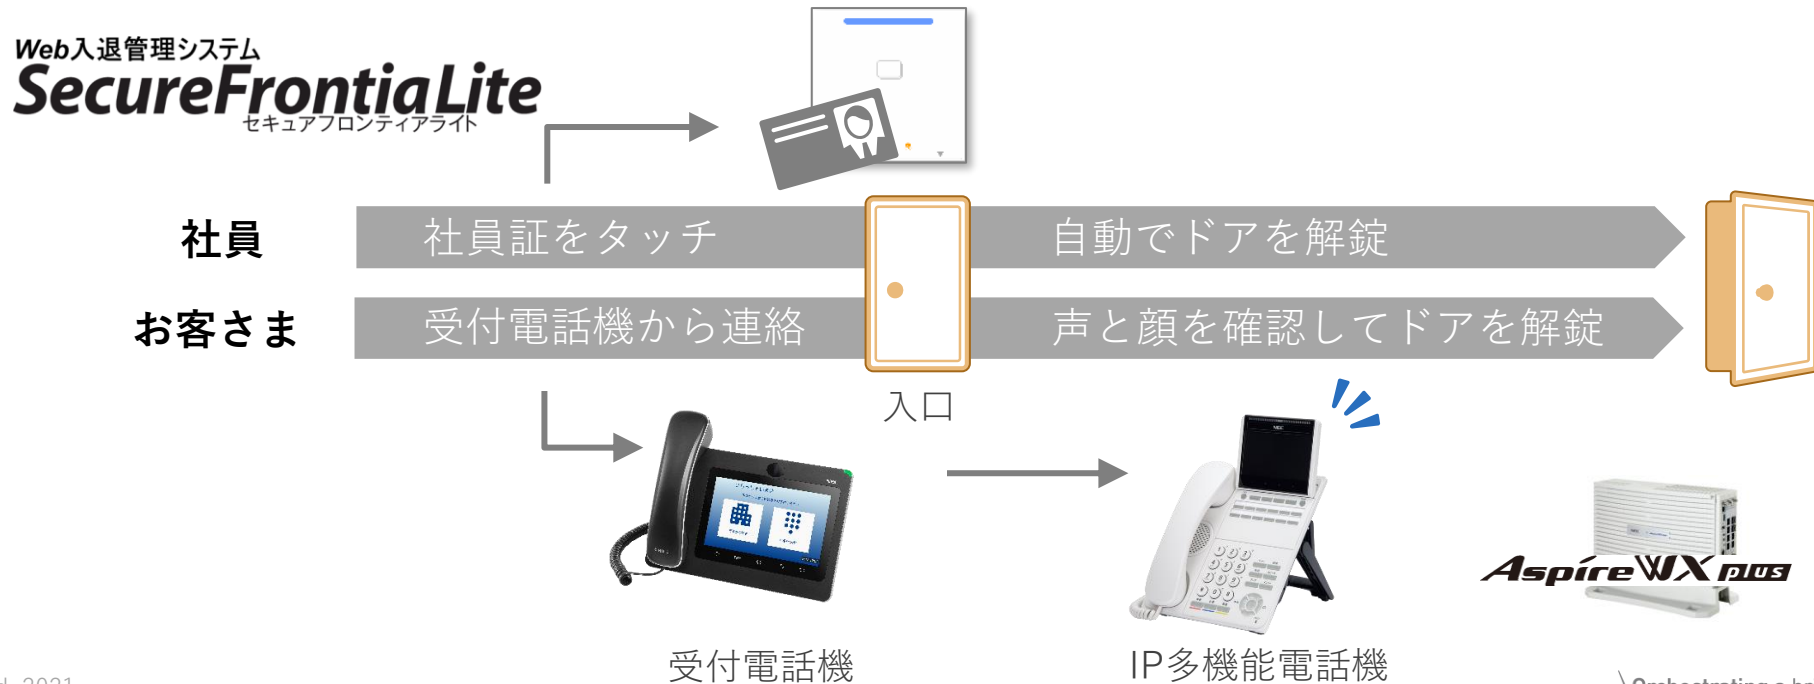 Web入退管理システム
SecureFrontiaLite
セキュアフロンティアライト
社員
社員証をタッチ
自動でドアを解錠
お客さま
受付電話機から連絡
声と顔を確認してドアを解錠
入口
NEC
AspireWX plus
受付電話機
IP多機能電話機
2021
Orchestrating a